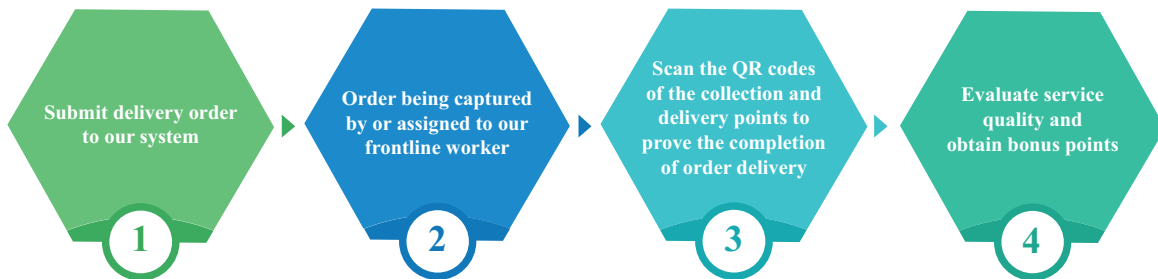 Submit delivery order
to our system
1
Order being captured
by or assigned to our
frontline worker
2
Scan the QR codes
of the collection and
delivery points to
prove the completion
of order delivery
3
Evaluate service
quality and
obtain bonus points
4